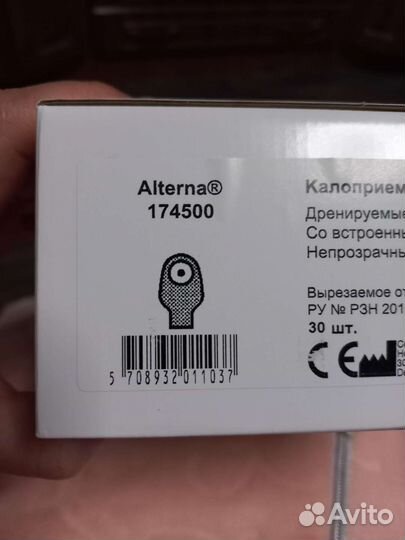 Alterna®
174500
Калоприем
Дренируемые
Со встроенны
Непрозрачны
Вырезаемое от
РУ № РЗН 201
30 шт.
CE
5 708932 011037
Avito